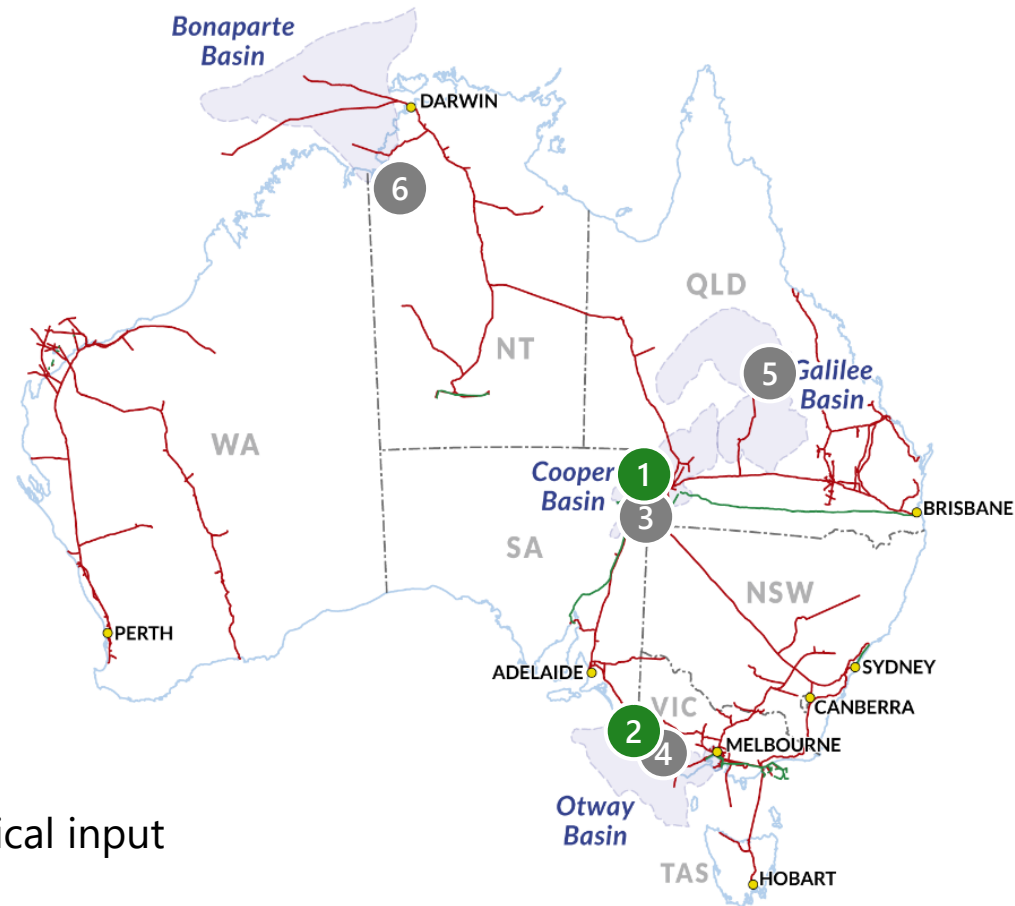 Bonaparte
Basin
DARWIN
6
QLD
NT
5
Galilee
Basin
WA
Cooper
Basin
1
3
BRISBANE
SA
NSW
PERTH
ADELAIDE
SYDNEY
VIC
CANBERRA
2
4
MELBOURNE
Otway
Basin
ical input
TAS
HOBART